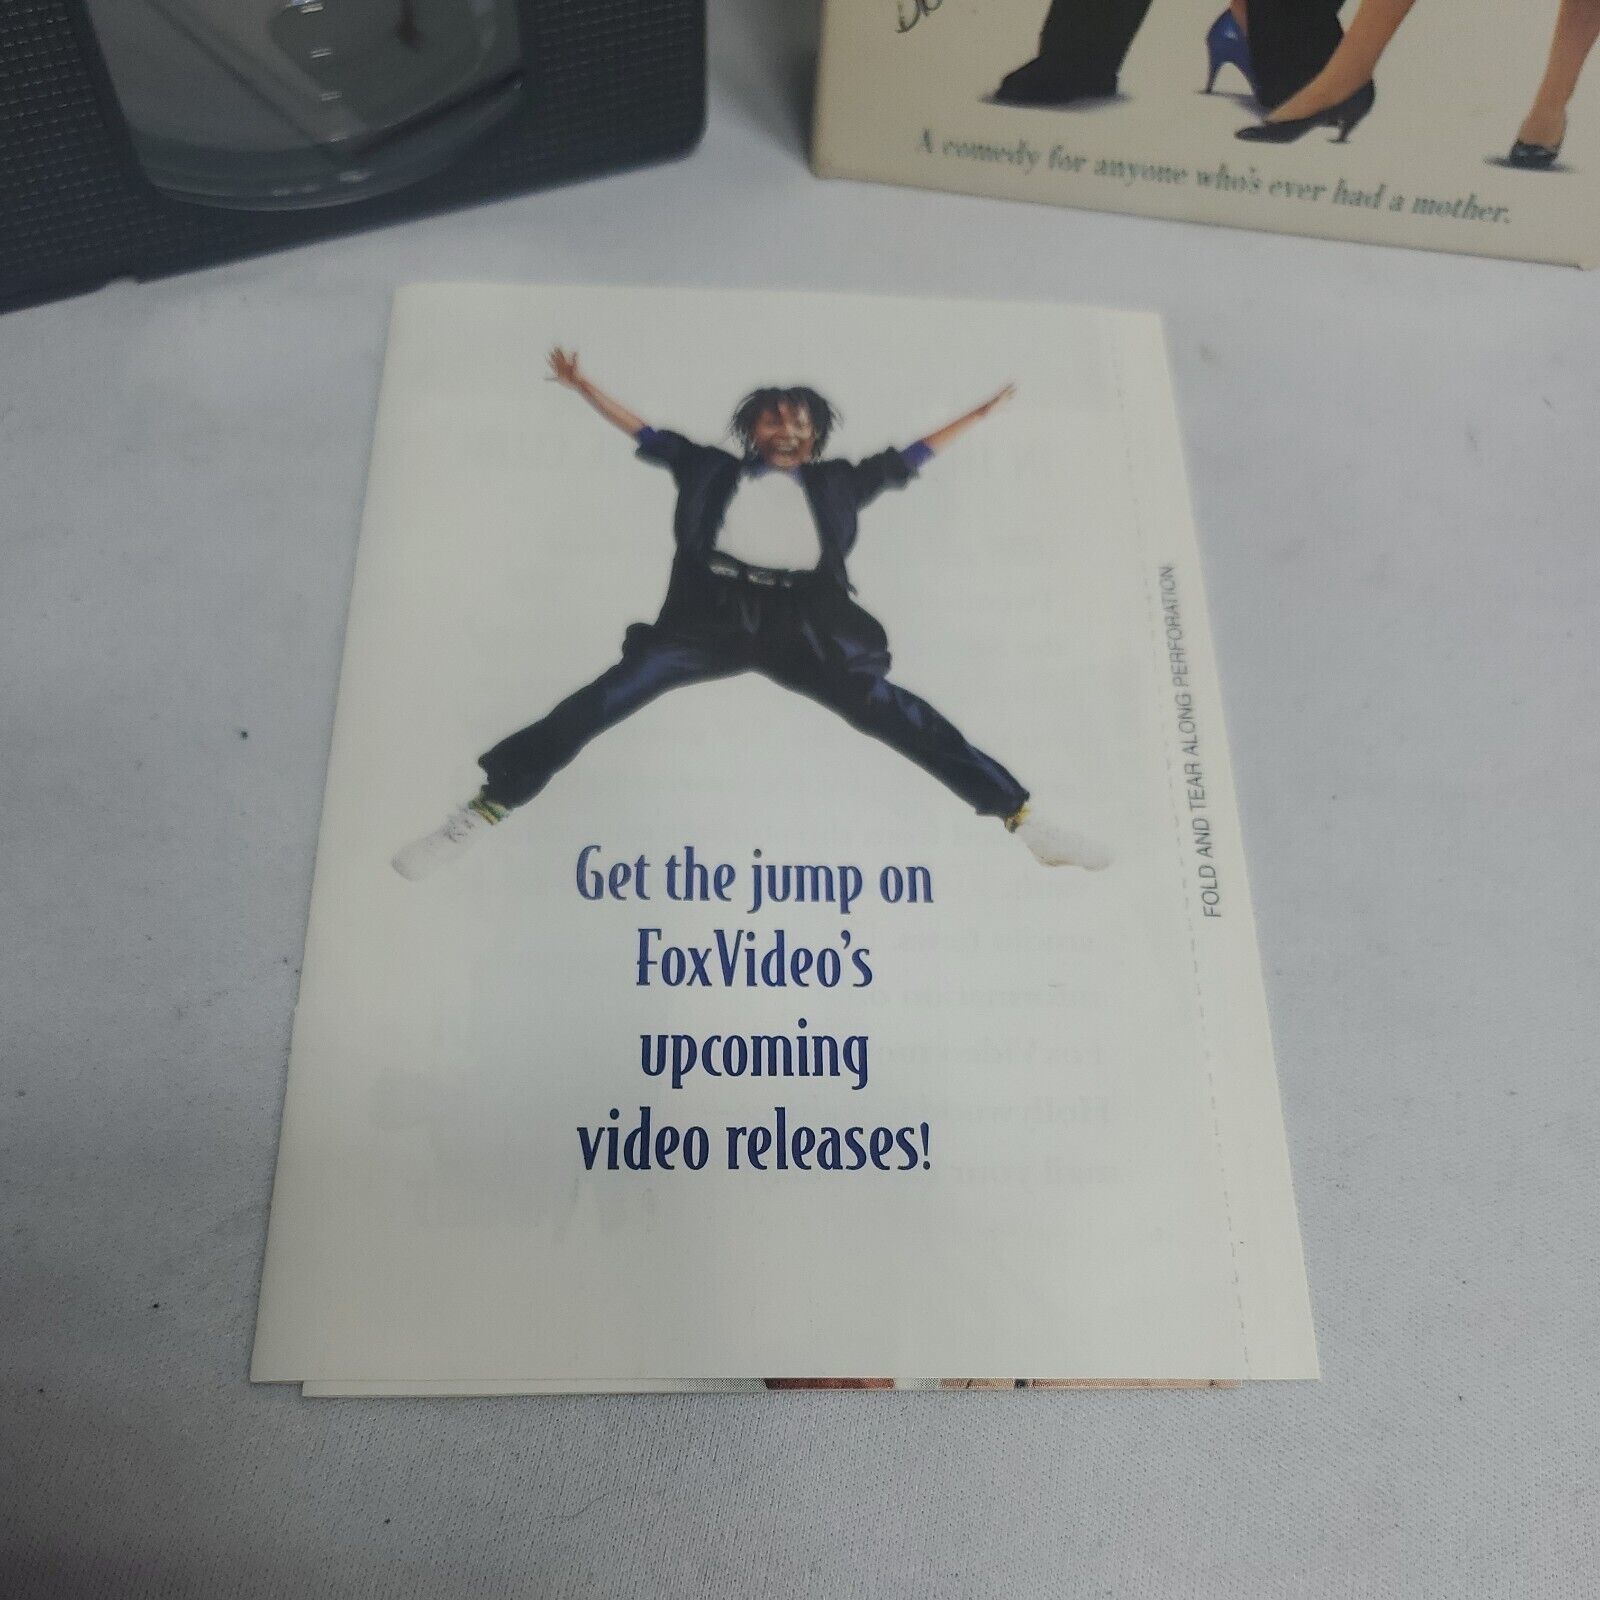 A comedy for anyone who's ever had a mother.
Get the jump on
FoxVideo's
upcoming
video releases!
FOLD AND TEAR ALONG PERFORATION